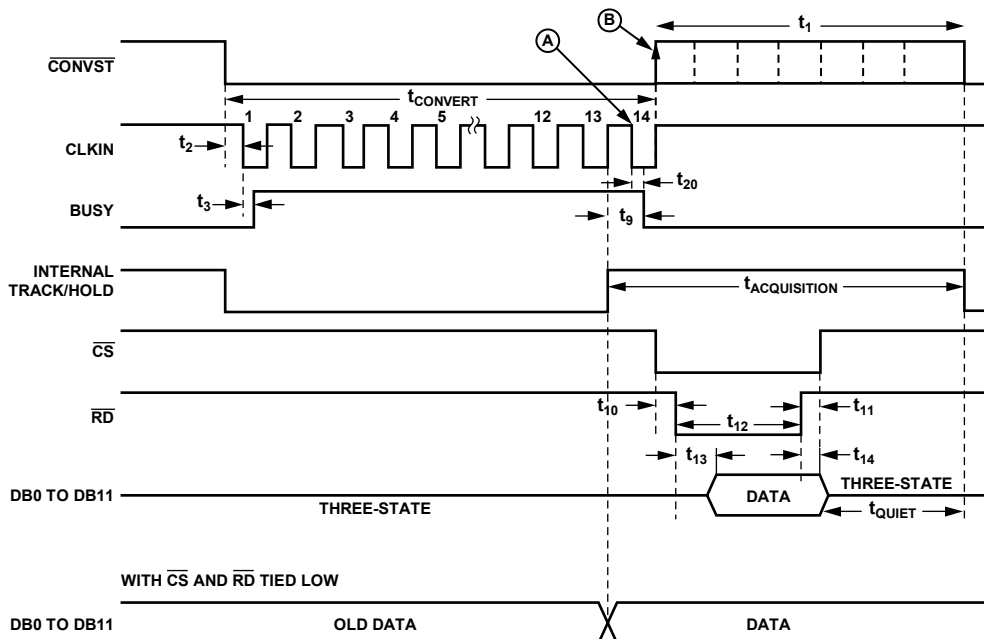 B
t1
A
CONVST
tCONVERT
1 2 3 4 5 12 13 14
t2
CLKIN
t20
t3
BUSY
t9
INTERNAL
TRACK/HOLD
tACQUISITION
CS
RD
t10
t12
t11
t13
t14
DB0 TO DB11
THREE-STATE
DATA
THREE-STATE
tQUIET
WITH CS AND RD TIED LOW
DB0 TO DB11
OLD DATA
DATA